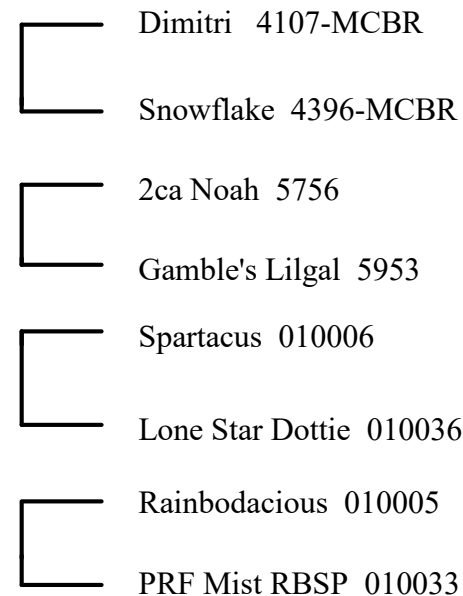 Dimitri 4107-MCBR
Snowflake 4396-MCBR
2ca Noah 5756
Gamble's Lilgal 5953
Spartacus 010006
Lone Star Dottie 010036
Rainbodacious 010005
PRF Mist RBSP 010033